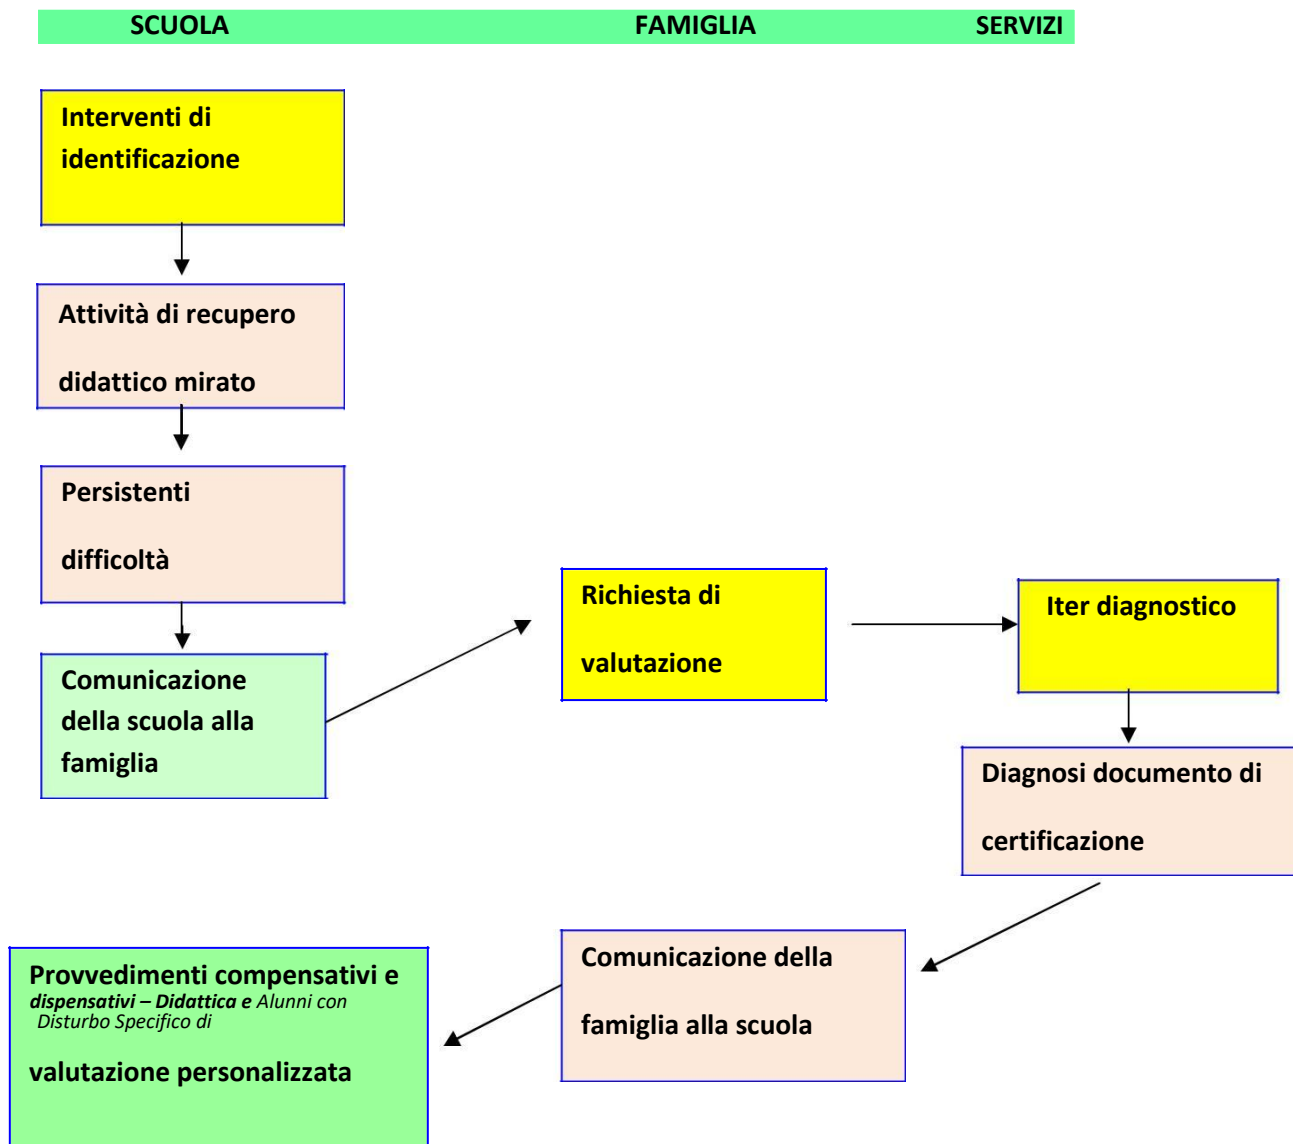 SCUOLA FAMIGLIA SERVIZI
Interventi di
identificazione
Attività di recupero
didattico mirato
Persistenti
difficoltà
Comunicazione
della scuola alla
famiglia
Richiesta di
valutazione
Iter diagnostico
Diagnosi documento di
certificazione
Comunicazione della
famiglia alla scuola
Provvedimenti compensativi e
dispensativi – Didattica e Alunni con
Disturbo Specifico di
valutazione personalizzata